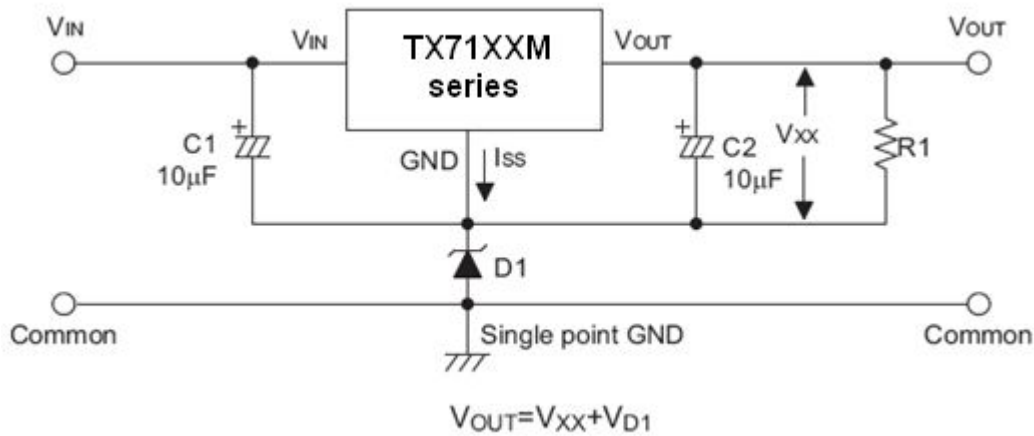 VIN
VIN
TX71XXM
series
VOUT
VOUT
+
C1
10μF
GND
ISS
+
C2
10μF
VXX
R1
D1
Common
Single point GND
Common
VOUT=VXX+VD1